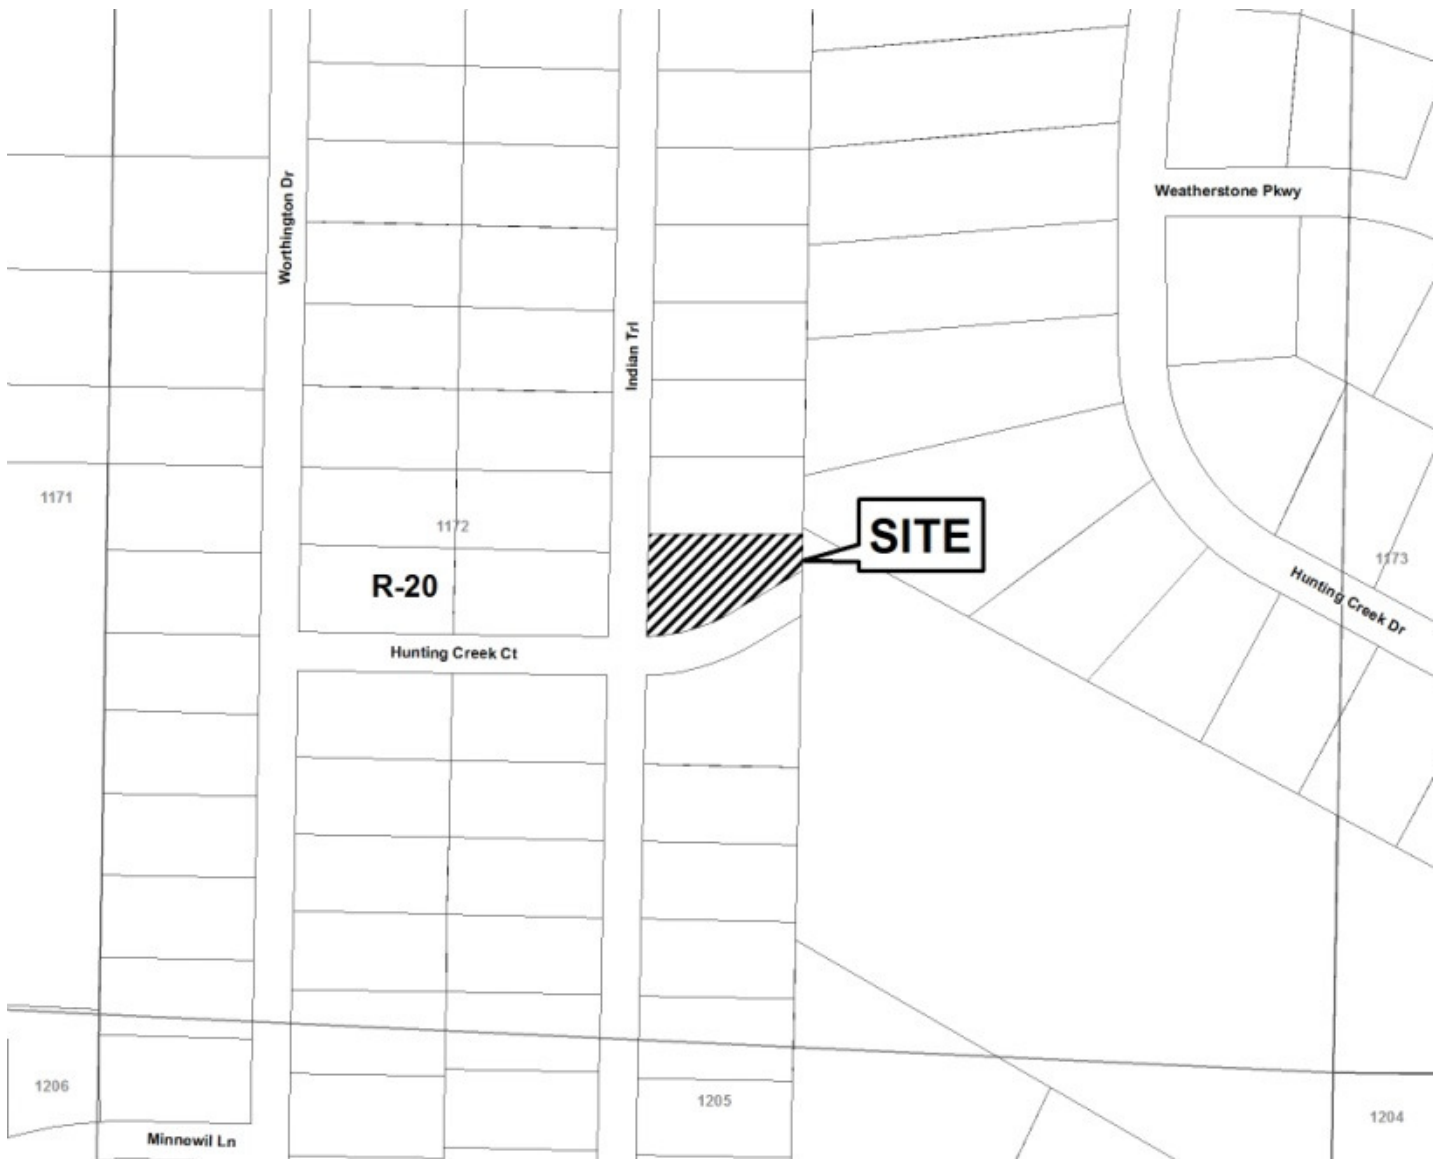 Weatherstone Pkwy
Worthington Dr
Indian Trl
1171
1172
SITE
1173
R-20
Hunting Creek Dr
Hunting Creek Ct
1206
1205
1204
Minnewil Ln